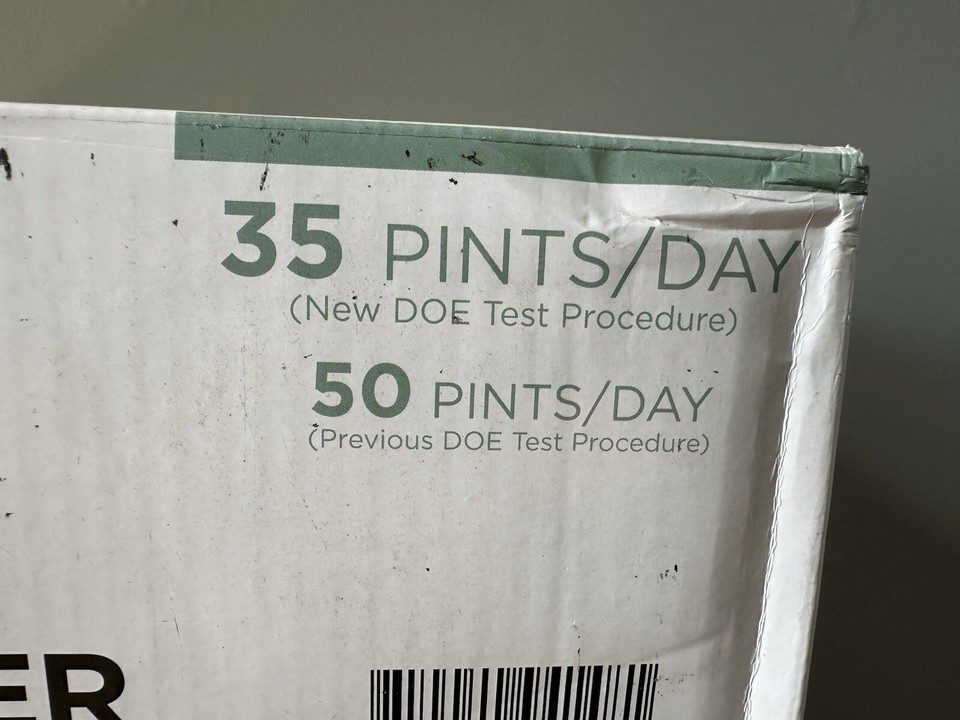 35 PINTS/DAY
(New DOE Test Procedure)
50 PINTS/DAY
(Previous DOE Test Procedure)
ER